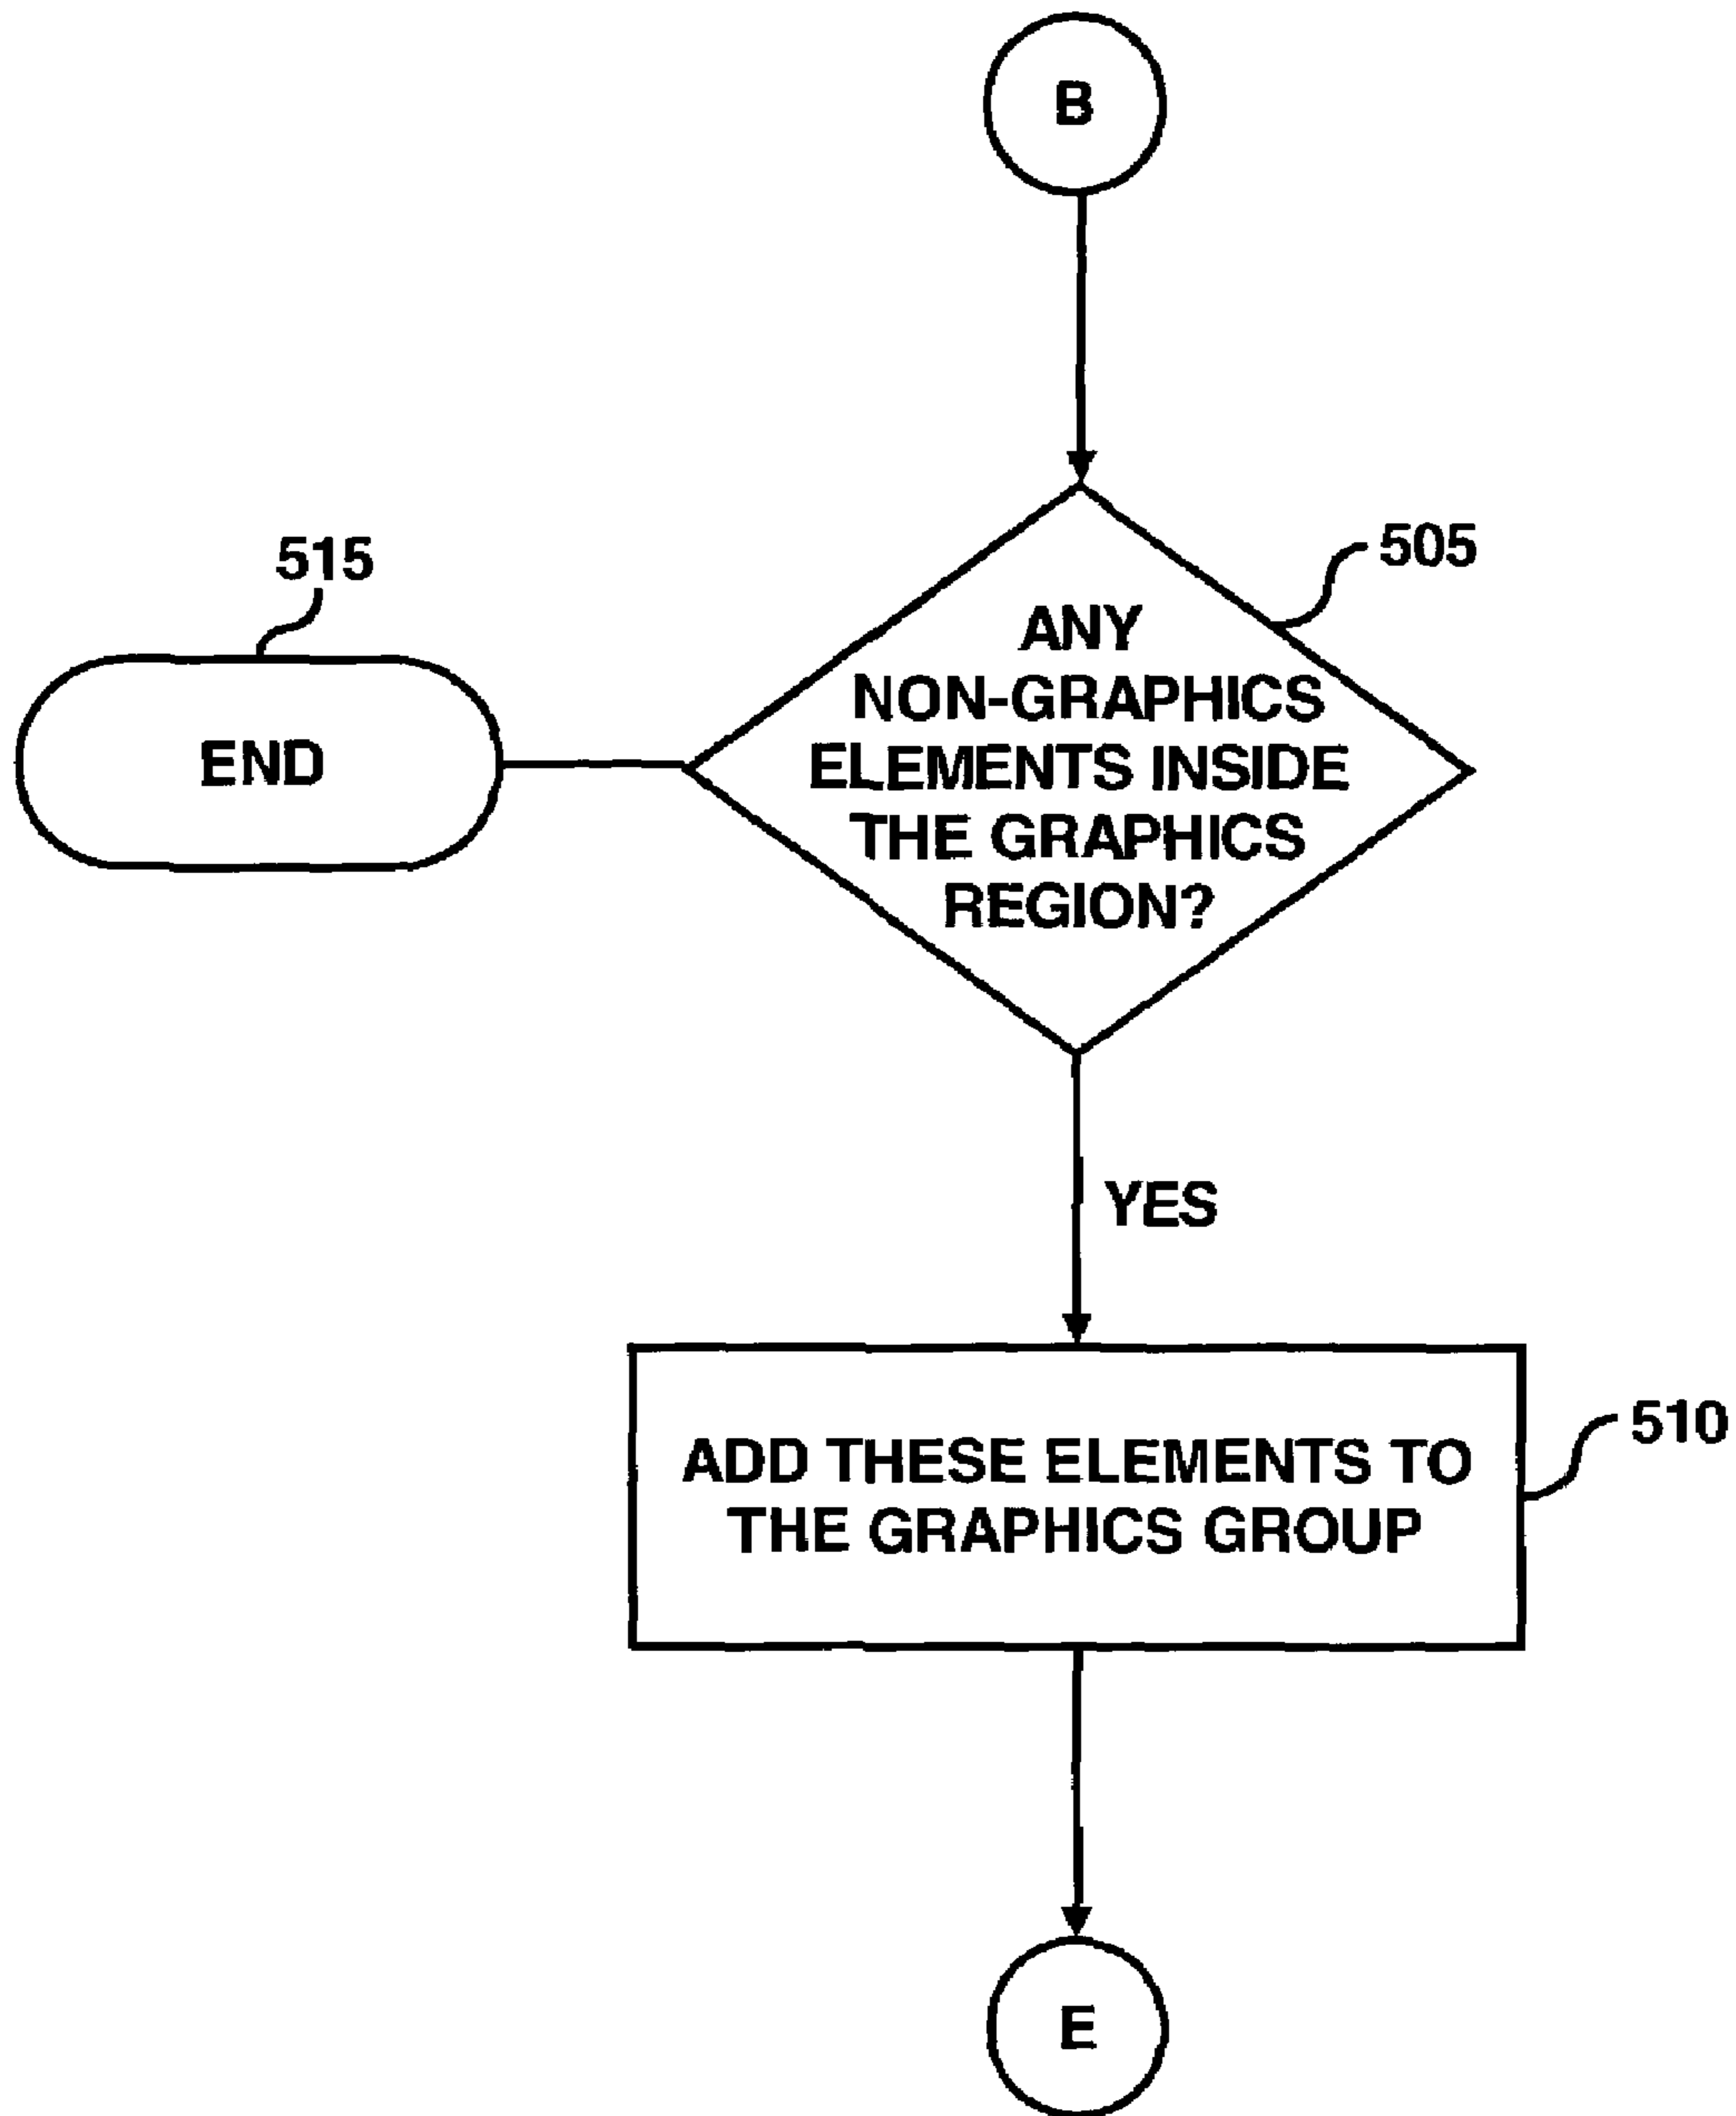 B
515
505
ANY
NON-GRAPHICS
ELEMENTS INSIDE
THE GRAPHICS
REGION?
END
YES
510
ADD THESE ELEMENTS TO
THE GRAPHICS GROUP
E